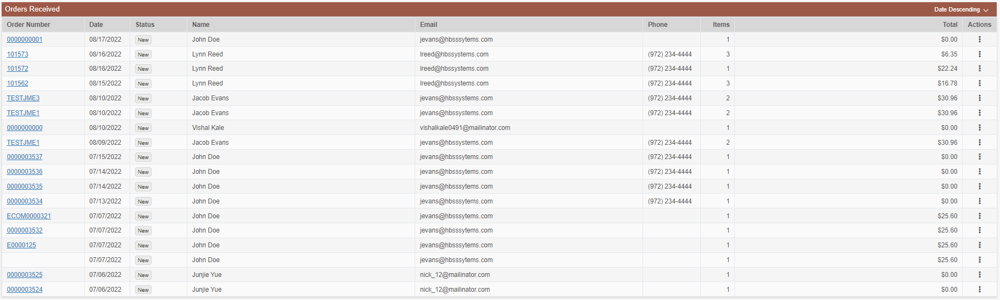 Orders Received Date Descending
Order Number Date Status Name Email Phone Items Total Actions
0000000001 08/17/2022 New John Doe jevans@hbsssytems.com 1 $0.00
101573 08/16/2022 New Lynn Reed lreed@hbssystems.com (972) 234-4444 3 $6.35
101572 08/16/2022 New Lynn Reed lreed@hbssystems.com (972) 234-4444 1 $22.24
101562 08/15/2022 New Lynn Reed lreed@hbssystems.com (972) 234-4444 3 $16.78
TESTJME3 08/10/2022 New Jacob Evans jevans@hbssystems.com (972) 234-4444 2 $30.96
TESTJME1 08/10/2022 New Jacob Evans jevans@hbssystems.com (972) 234-4444 2 $30.96
0000000000 08/10/2022 New Vishal Kale vishalkale0491@mailinator.com 1 $0.00
TESTJME1 08/09/2022 New Jacob Evans jevans@hbssystems.com (972) 234-4444 2 $30.96
0000003537 07/15/2022 New John Doe jevans@hbsssytems.com (972) 234-4444 1 $0.00
0000003536 07/14/2022 New John Doe jevans@hbsssytems.com (972) 234-4444 1 $0.00
0000003535 07/14/2022 New John Doe jevans@hbsssytems.com (972) 234-4444 1 $0.00
0000003534 07/13/2022 New John Doe jevans@hbsssytems.com (972) 234-4444 1 $0.00
ECOM0000321 07/07/2022 New John Doe jevans@hbsssytems.com 1 $25.60
0000003532 07/07/2022 New John Doe jevans@hbsssytems.com 1 $25.60
E0000125 07/07/2022 New John Doe jevans@hbsssytems.com 1 $25.60
07/07/2022 New John Doe jevans@hbsssytems.com 1 $25.60
0000003525 07/06/2022 New Junjie Yue nick_12@mailinator.com 1 $0.00
0000003524 07/06/2022 New Junjie Yue nick_12@mailinator.com 1 $0.00